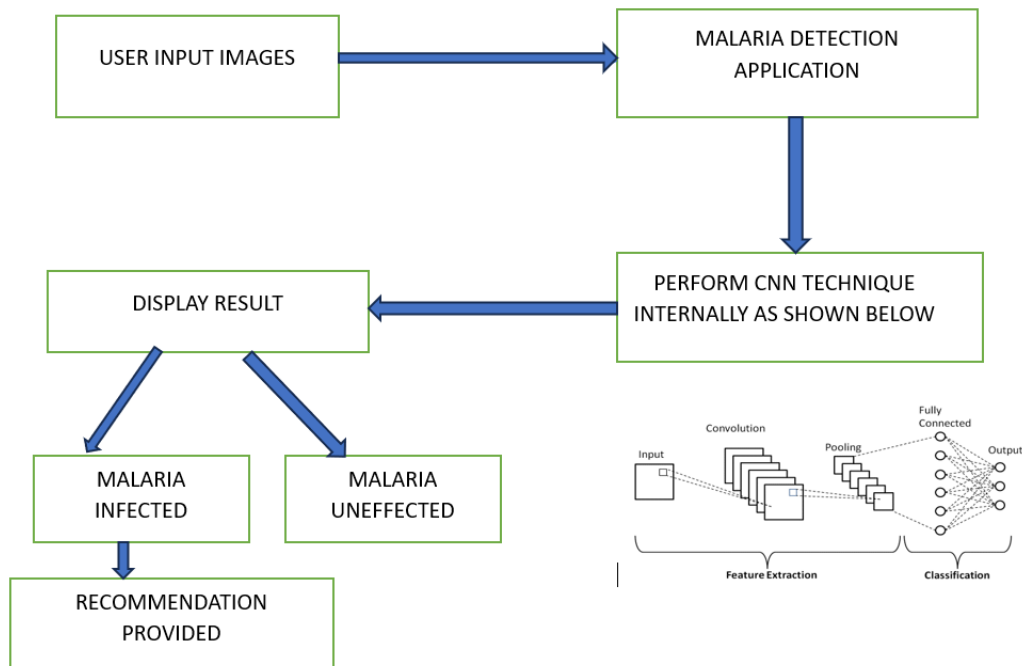 USER INPUT IMAGES
MALARIA DETECTION
APPLICATION
PERFORM CNN TECHNIQUE
INTERNALLY AS SHOWN BELOW
DISPLAY RESULT
MALARIA
INFECTED
MALARIA
UNEFFECTED
RECOMMENDATION
PROVIDED
Input
Convolution
Pooling
Fully
Connected
Output
Feature Extraction
Classification